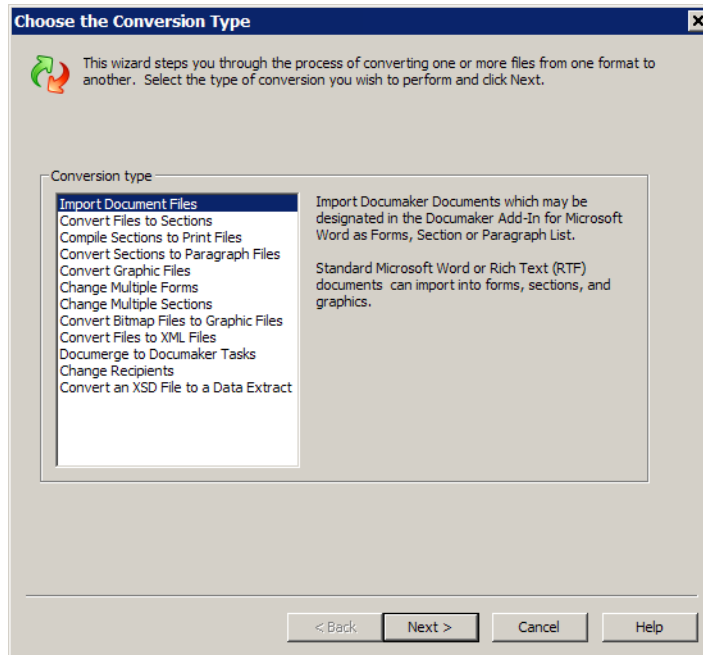 Choose the Conversion Type
This wizard steps you through the process of converting one or more files from one format to
another. Select the type of conversion you wish to perform and click Next.
Conversion type
Import Document Files
Convert Files to Sections
Compile Sections to Print Files
Convert Sections to Paragraph Files
Convert Graphic Files
Change Multiple Forms
Change Multiple Sections
Convert Bitmap Files to Graphic Files
Convert Files to XML Files
Documerge to Documaker Tasks
Change Recipients
Convert an XSD File to a Data Extract
Import Documaker Documents which may be
designated in the Documaker Add-In for Microsoft
Word as Forms, Section or Paragraph List.
Standard Microsoft Word or Rich Text (RTF)
documents can import into forms, sections, and
graphics.
< Back Next > Cancel Help